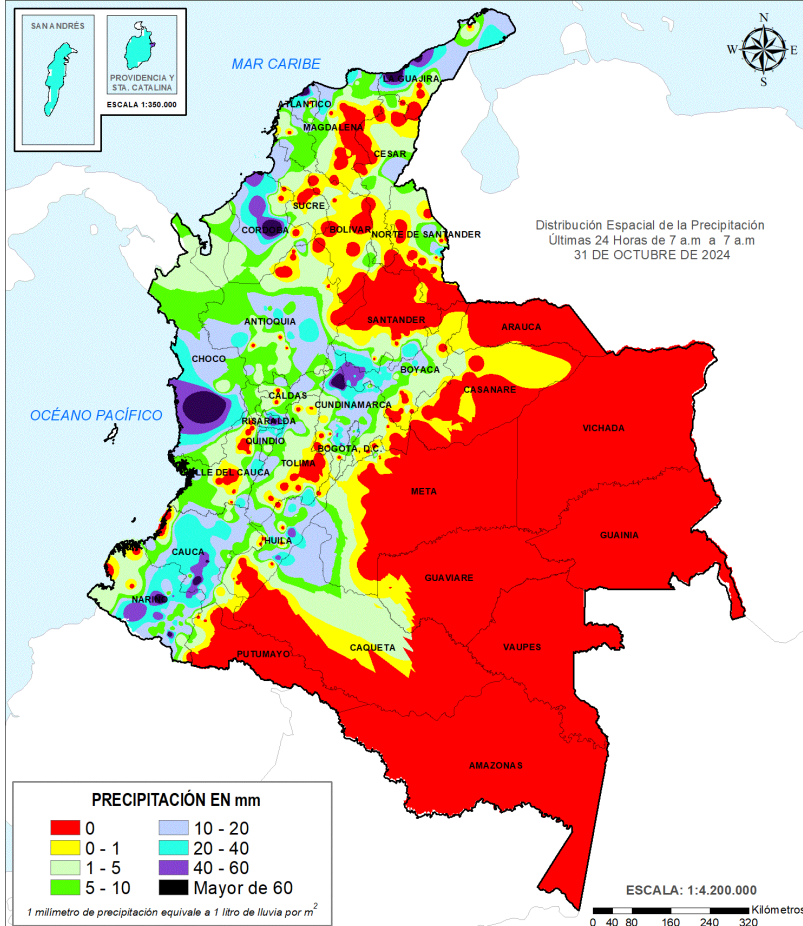 SAN ANDRÉS
PROVIDENCIA Y
STA. CATALINA
ESCALA 1:350.000
MAR CARIBE
N
W
E
S
LA GUAJIRA
ATLANTICO
MAGDALENA
CESAR
SUCRE
CORDOBA
BOLIVAR
NORTE DE SANTANDER
Distribución Espacial de la Precipitación
Últimas 24 Horas de 7 a.m a 7 a.m
31 DE OCTUBRE DE 2024
ANTIOQUIA
SANTANDER
ARAUCA
CHOCO
BOYACA
CASANARE
CALDAS
CUNDINAMARCA
OCÉANO PACÍFICO
RISARALDA
VICHADA
QUINDIO
BOGOTA, D.C.
TOLIMA
VALLE DEL CAUCA
META
GUAINIA
HUILA
CAUCA
GUAVIARE
NARIÑO
CAQUETA
VAUPES
PUTUMAYO
AMAZONAS
PRECIPITACIÓN EN mm
0
0 - 1
1 - 5
5 - 10
10 - 20
20 - 40
40 - 60
Mayor de 60
1 milímetro de precipitación equivale a 1 litro de lluvia por m²
ESCALA: 1:4.200.000
Kilómetros
0 40 80 160 240 320